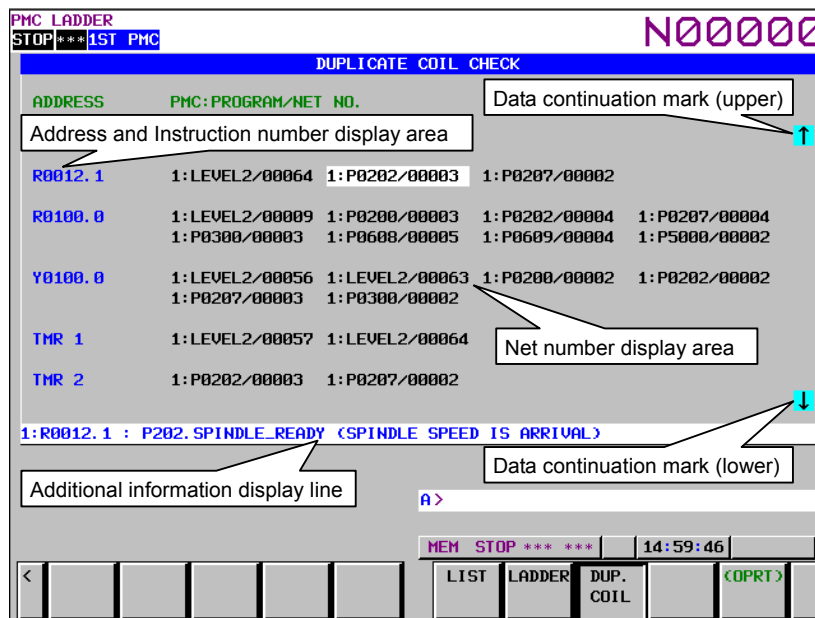 PMC LADDER
STOP***1ST PMC
N00000
DUPLICATE COIL CHECK
ADDRESS PMC:PROGRAM/NET NO.
Data continuation mark (upper)
Address and Instruction number display area
↑
R0012.1 1:LEVEL2/00064 1:P0202/00003 1:P0207/00002
R0100.0 1:LEVEL2/00009 1:P0200/00003 1:P0202/00004 1:P0207/00004
1:P0300/00003 1:P0608/00005 1:P0609/00004 1:P5000/00002
Y0100.0 1:LEVEL2/00056 1:LEVEL2/00063 1:P0200/00002 1:P0202/00002
1:P0207/00003 1:P0300/00002
TMR 1 1:LEVEL2/00057 1:LEVEL2/00064
Net number display area
TMR 2 1:P0202/00003 1:P0207/00002
↓
1:R0012.1 : P202.SPINDLE_READY (SPINDLE SPEED IS ARRIVAL)
Data continuation mark (lower)
Additional information display line
A>
MEM STOP *** *** 14:59:46
< LIST LADDER DUP. (OPRT)
COIL